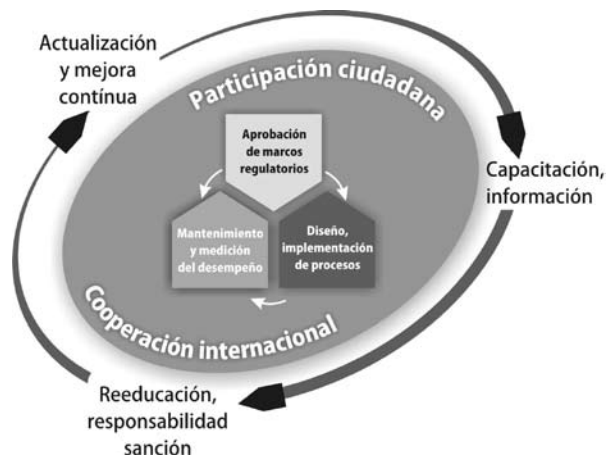 Actualización
y mejora
contínua
Participación ciudadana
Aprobación
de marcos
regulatorios
Capacitación,
información
Mantenimiento
y medición
del desempeño
Diseño,
implementación
de procesos
Cooperación internacional
Reeducación,
responsabilidad
sanción